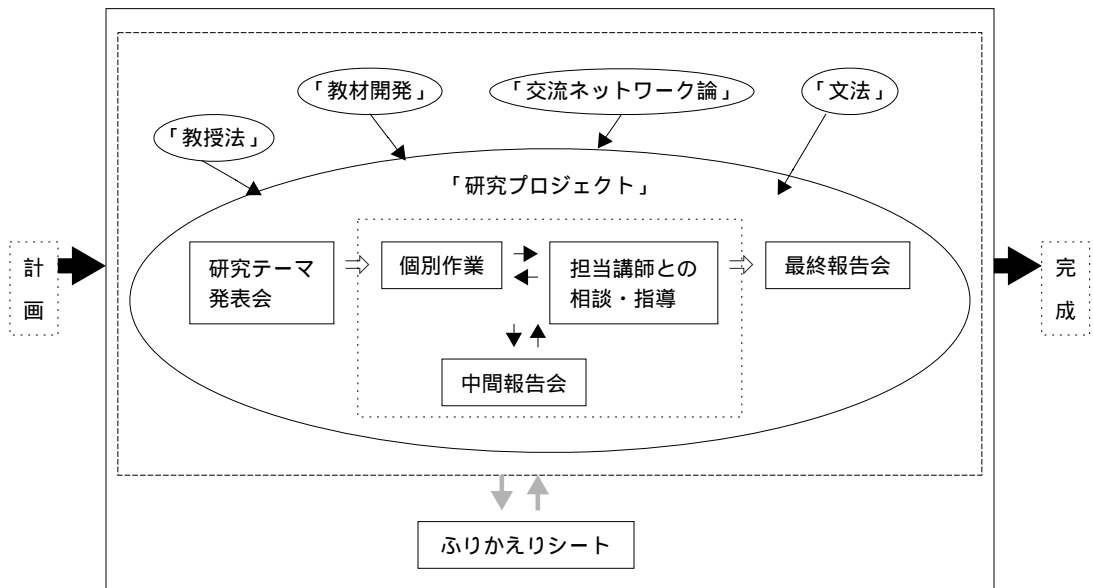 「教材開発」
「交流ネットワーク論」
「文法」
「教授法」
「研究プロジェクト」
計
画
研究テーマ
発表会
個別作業
担当講師との
相談・指導
最終報告会
完
成
中間報告会
ふりかえりシート